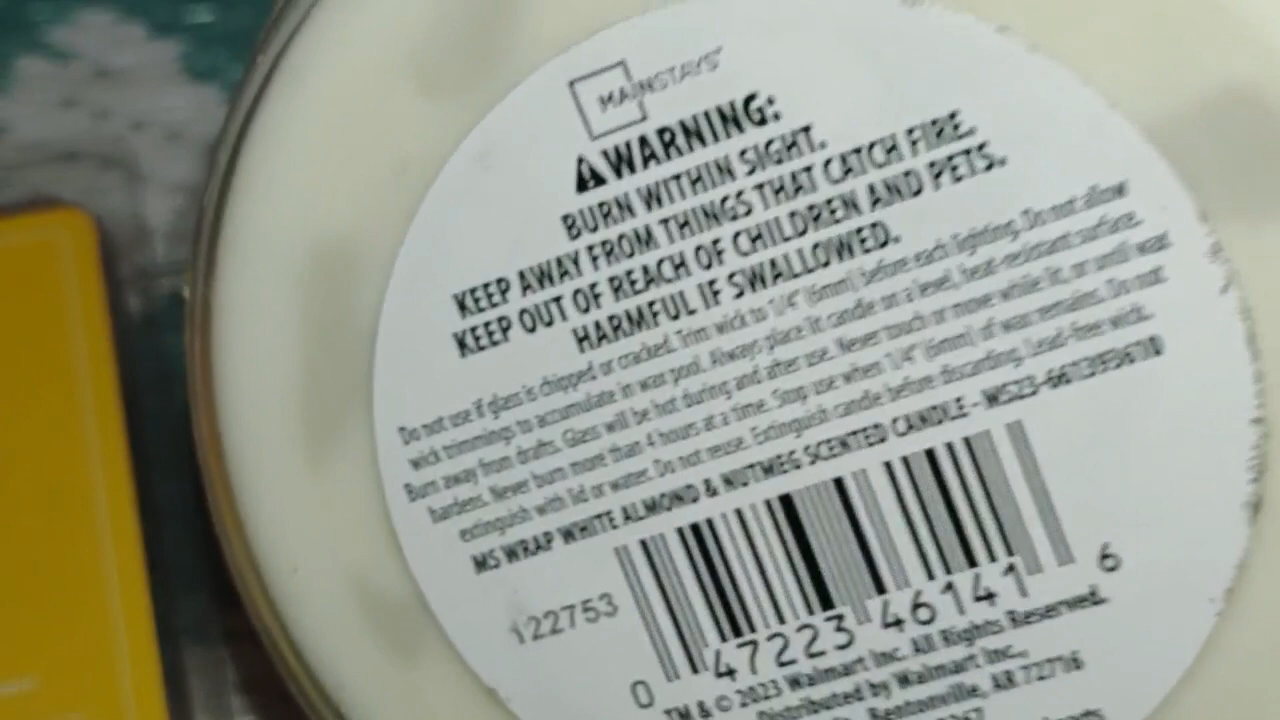 MAINSTAYS
WARNING:
BURN WITHIN SIGHT.
KEEP AWAY FROM THINGS THAT CATCH FIRE.
KEEP OUT OF REACH OF CHILDREN AND PETS.
HARMFUL IF SWALLOWED.
Do not use if glass is chipped or cracked. Trim wick to 1/4" (6mm) before each lighting. Do not allow
wick trimmings to accumulate in wax pool. Always place lit candle on a level, heat-resistant surface.
Burn away from drafts. Glass will be hot during and after use. Never touch or move while lit, or until wax
hardens. Never burn more than 4 hours at a time. Stop use when 1/4" (6mm) of wax remains. Do not
extinguish with lid or water. Do not reuse. Extinguish candle before discarding. Lead-free wick.
MS WRAP WHITE ALMOND & NUTMEG SCENTED CANDLE -
122753
0 47223 46141 6
TM & © 2023 Walmart Inc. All Rights Reserved.
Distributed by Walmart Inc.,
Bentonville, AR 72716